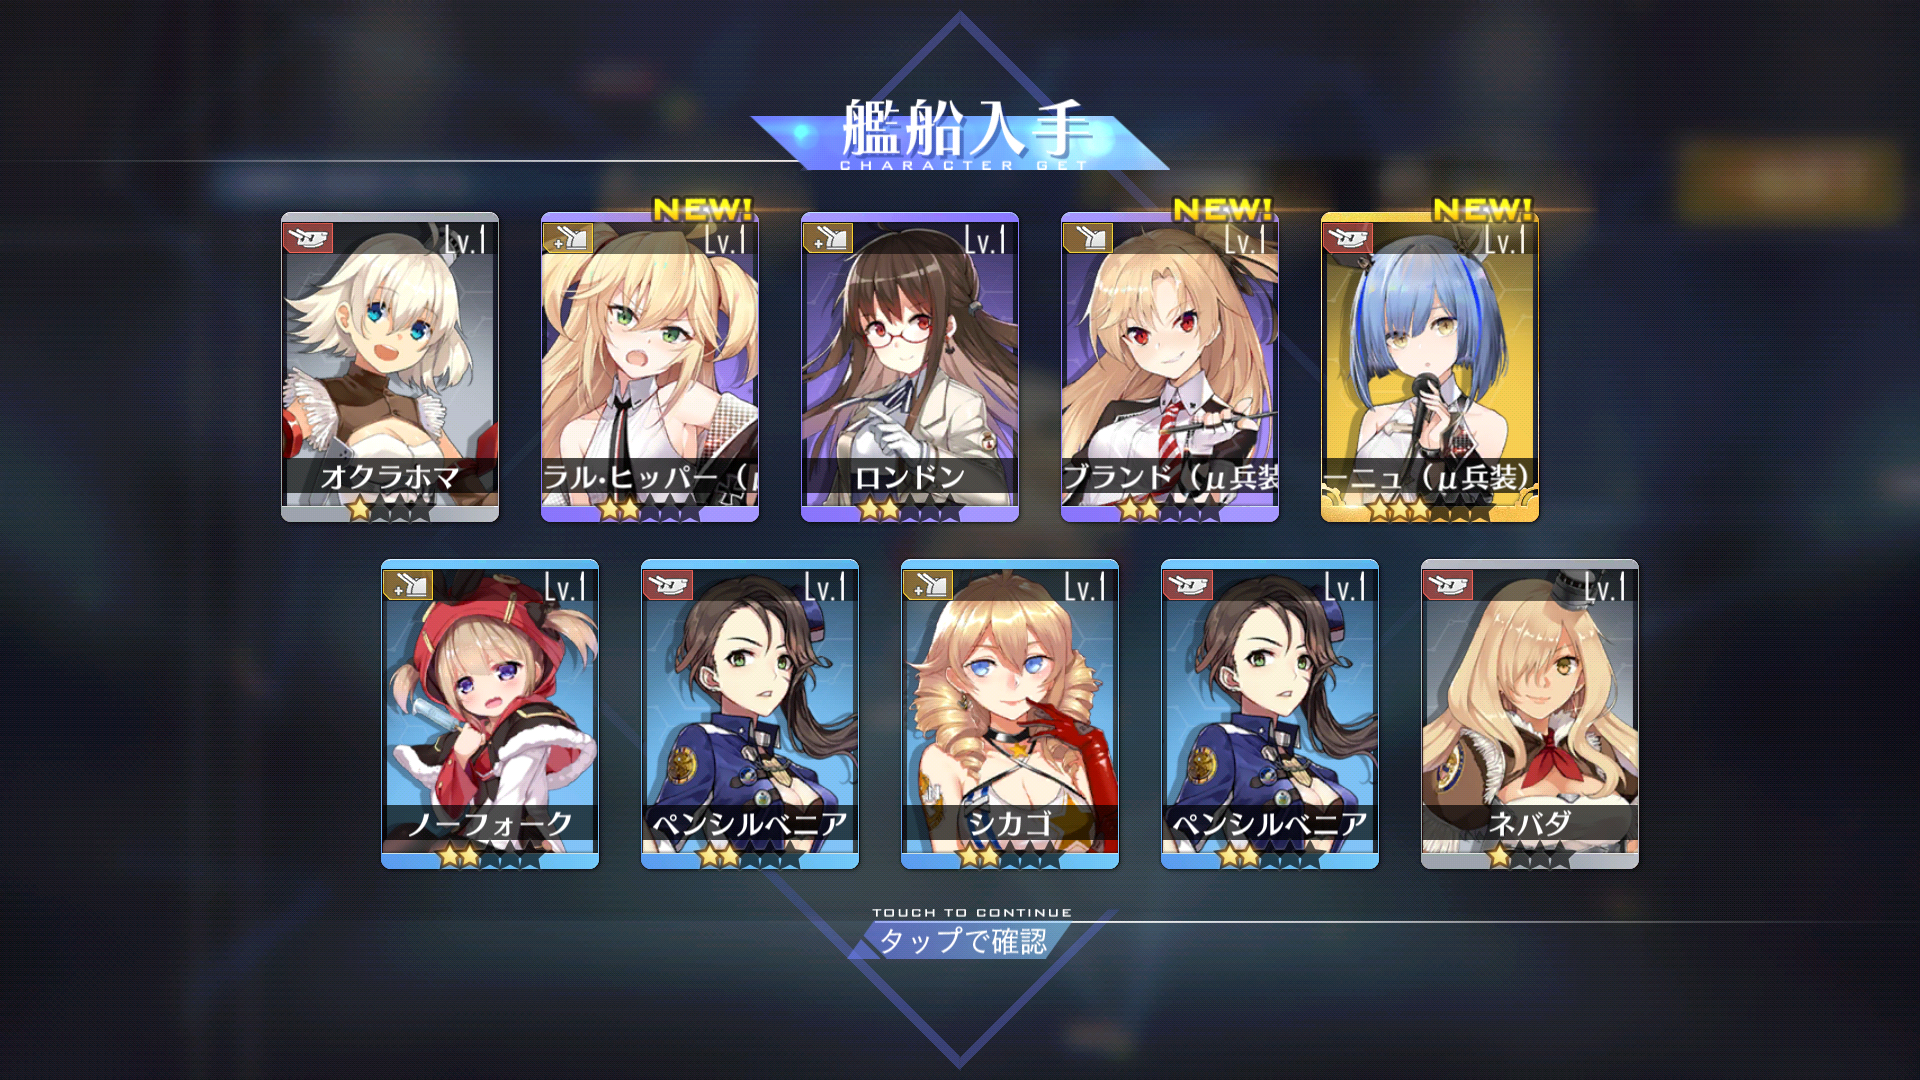 艦船入手
CHARACTER GET
NEW!
NEW!
NEW!
Lv.1
Lv.1
Lv.1
Lv.1
Lv.1
オクラホマ
ラル・ヒッパー（μ
ロンドン
ブランド（μ兵装
ーニュ（μ兵装）
Lv.1
Lv.1
Lv.1
Lv.1
Lv.1
ノーフォーク
ペンシルベニア
シカゴ
ペンシルベニア
ネバダ
TOUCH TO CONTINUE
タップで確認